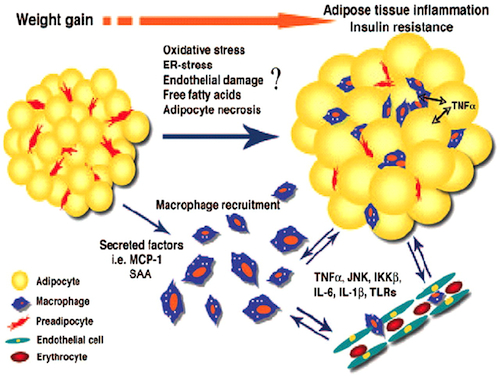 Weight gain
Adipose tissue inflammation
Insulin resistance
Oxidative stress
ER-stress
Endothelial damage
Free fatty acids
Adipocyte necrosis
?
TNFα
Macrophage recruitment
Secreted factors
i.e. MCP-1
SAA
TNFα, JNK, IKKβ,
IL-6, IL-1β, TLRs
Adipocyte
Macrophage
Preadipocyte
Endothelial cell
Erythrocyte